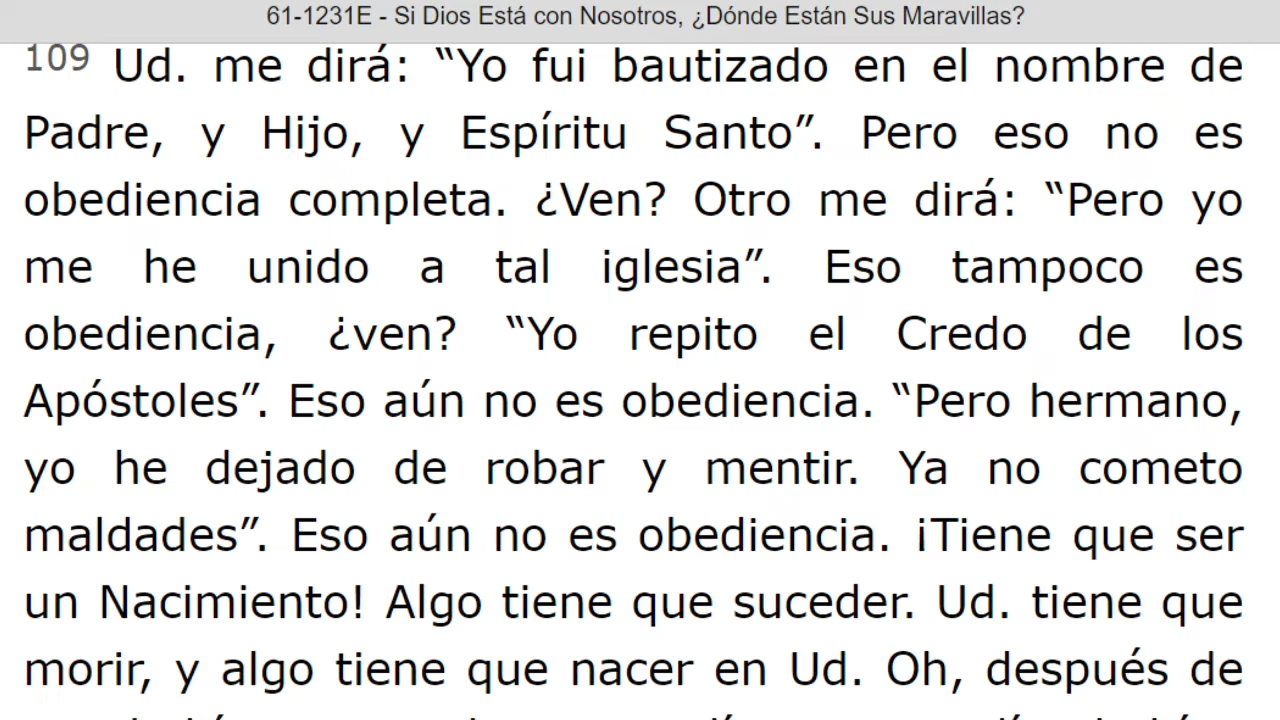 61-1231E - Si Dios Está con Nosotros, ¿Dónde Están Sus Maravillas?
109 Ud. me dirá: “Yo fui bautizado en el nombre de
Padre, y Hijo, y Espíritu Santo”. Pero eso no es
obediencia completa. ¿Ven? Otro me dirá: “Pero yo
me he unido a tal iglesia”. Eso tampoco es
obediencia, ¿ven? “Yo repito el Credo de los
Apóstoles”. Eso aún no es obediencia. “Pero hermano,
yo he dejado de robar y mentir. Ya no cometo
maldades”. Eso aún no es obediencia. ¡Tiene que ser
un Nacimiento! Algo tiene que suceder. Ud. tiene que
morir, y algo tiene que nacer en Ud. Oh, después de